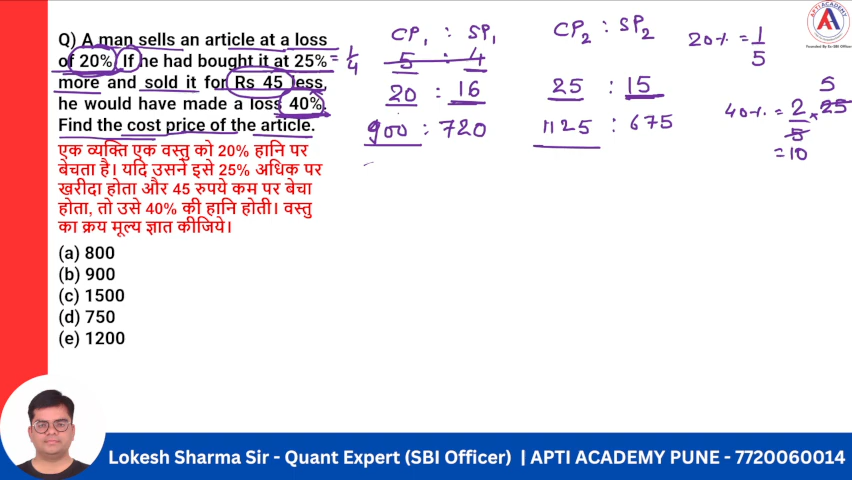 Q) A man sells an article at a loss
of 20%. If he had bought it at 25%
more and sold it for Rs 45 less,
he would have made a loss 40%.
Find the cost price of the article.
एक व्यक्ति एक वस्तु को 20% हानि पर
बेचता है। यदि उसने इसे 25% अधिक पर
खरीदा होता और 45 रुपये कम पर बेचा
होता, तो उसे 40% की हानि होती। वस्तु
का क्रय मूल्य ज्ञात कीजिये।
(a) 800
(b) 900
(c) 1500
(d) 750
(e) 1200
= 1/4
CP1 : SP1
5 : 4
20 : 16
900 : 720
CP2 : SP2
25 : 15
1125 : 675
20% = 1/5
5
40% = 2/5 × 25
= 10
APTI ACADEMY
Lokesh Sharma Sir - Quant Expert (SBI Officer) | APTI ACADEMY PUNE - 7720060014